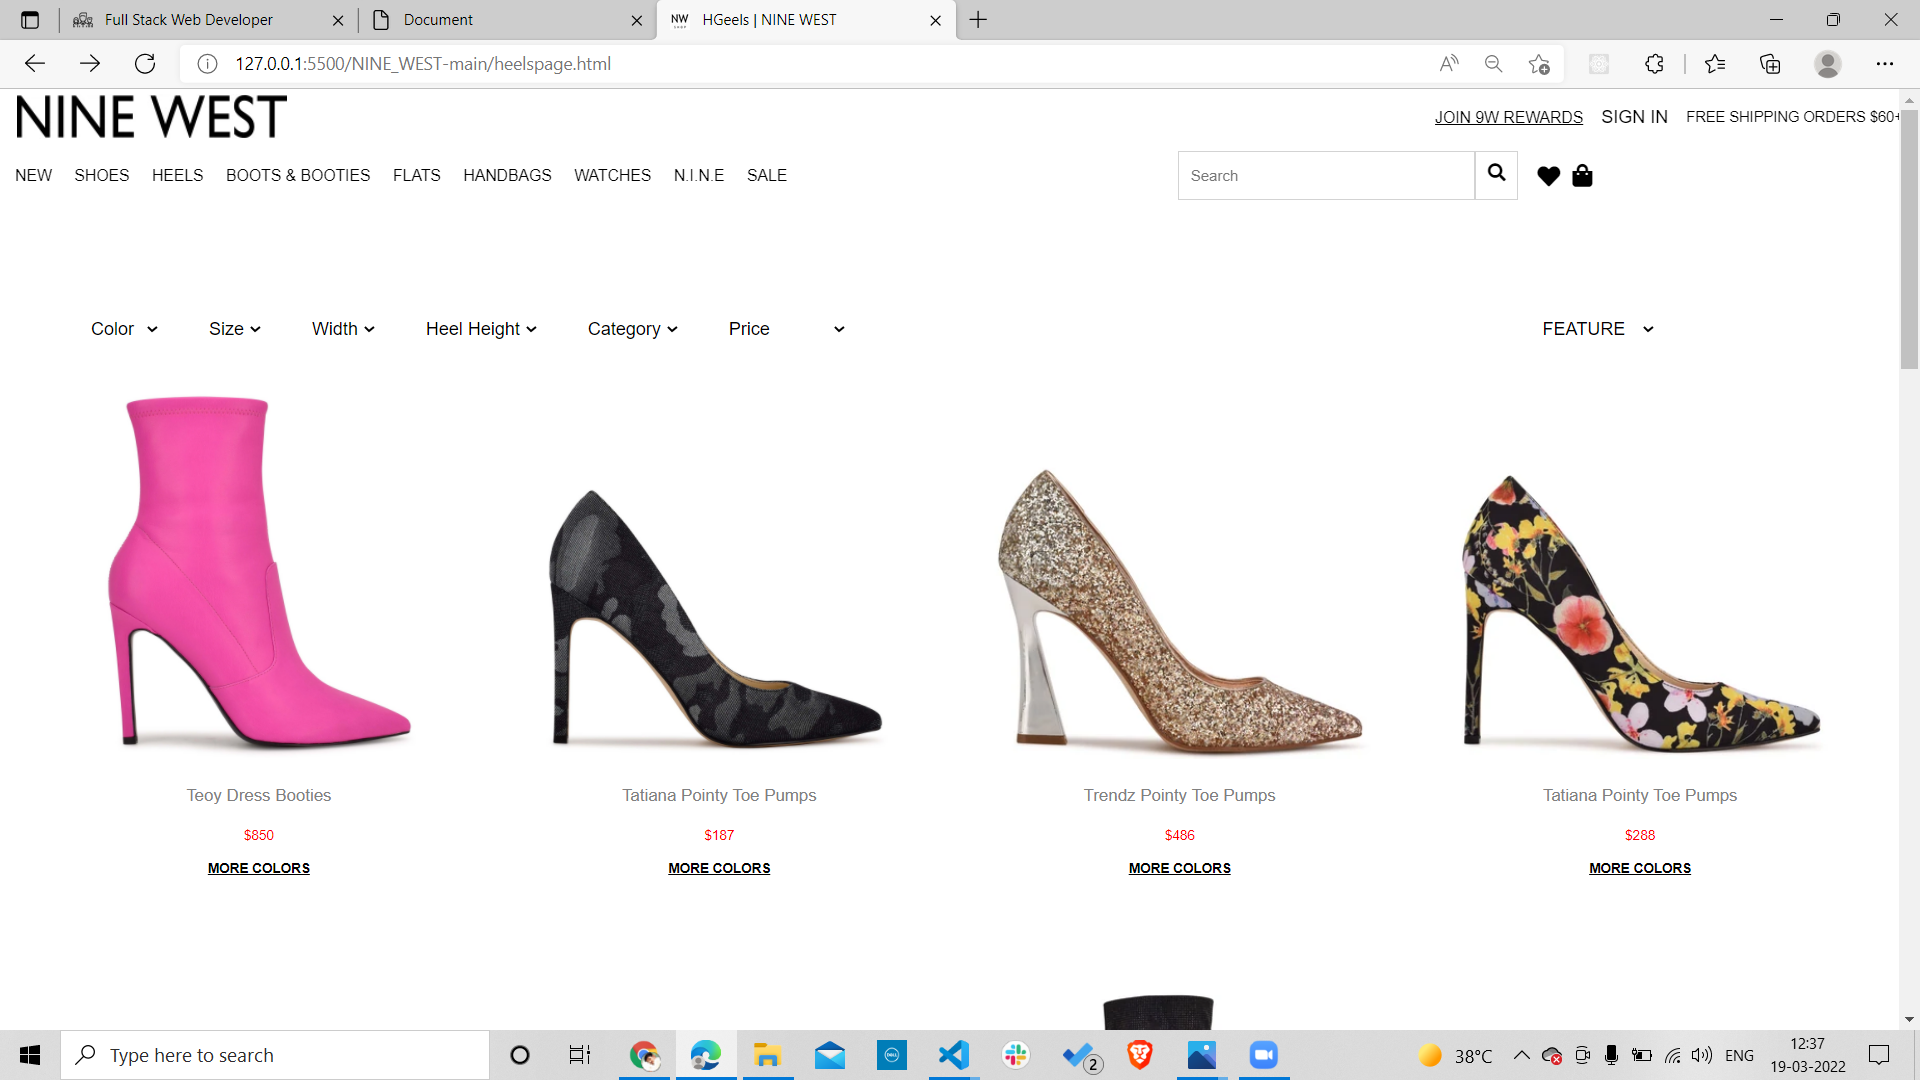 Full Stack Web Developer
Document
NW HGeels | NINE WEST
127.0.0.1:5500/NINE_WEST-main/heelspage.html
NINE WEST
JOIN 9W REWARDS SIGN IN FREE SHIPPING ORDERS $60+
NEW SHOES HEELS BOOTS & BOOTIES FLATS HANDBAGS WATCHES N.I.N.E SALE
Search
Color Size Width Heel Height Category Price FEATURE
Teoy Dress Booties Tatiana Pointy Toe Pumps Trendz Pointy Toe Pumps Tatiana Pointy Toe Pumps
$850 $187 $486 $288
MORE COLORS MORE COLORS MORE COLORS MORE COLORS
Type here to search
DELL
2
38°C
ENG
12:37
19-03-2022